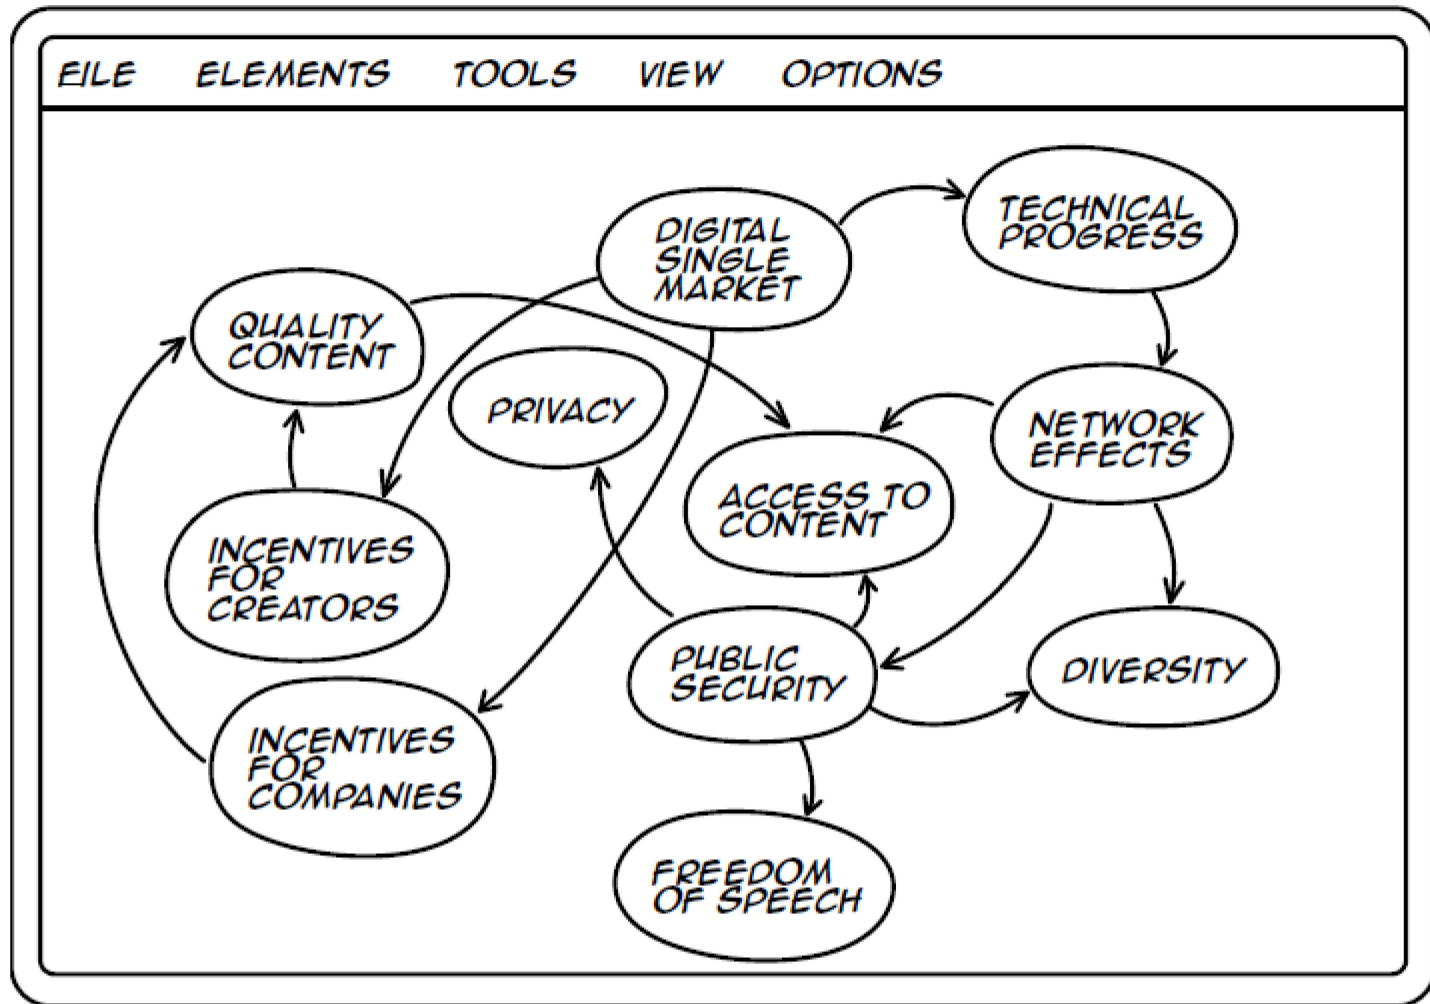 FILE ELEMENTS TOOLS VIEW OPTIONS
TECHNICAL
PROGRESS
DIGITAL
SINGLE
MARKET
QUALITY
CONTENT
PRIVACY
NETWORK
EFFECTS
ACCESS TO
CONTENT
INCENTIVES
FOR
CREATORS
PUBLIC
SECURITY
DIVERSITY
INCENTIVES
FOR
COMPANIES
FREEDOM
OF SPEECH